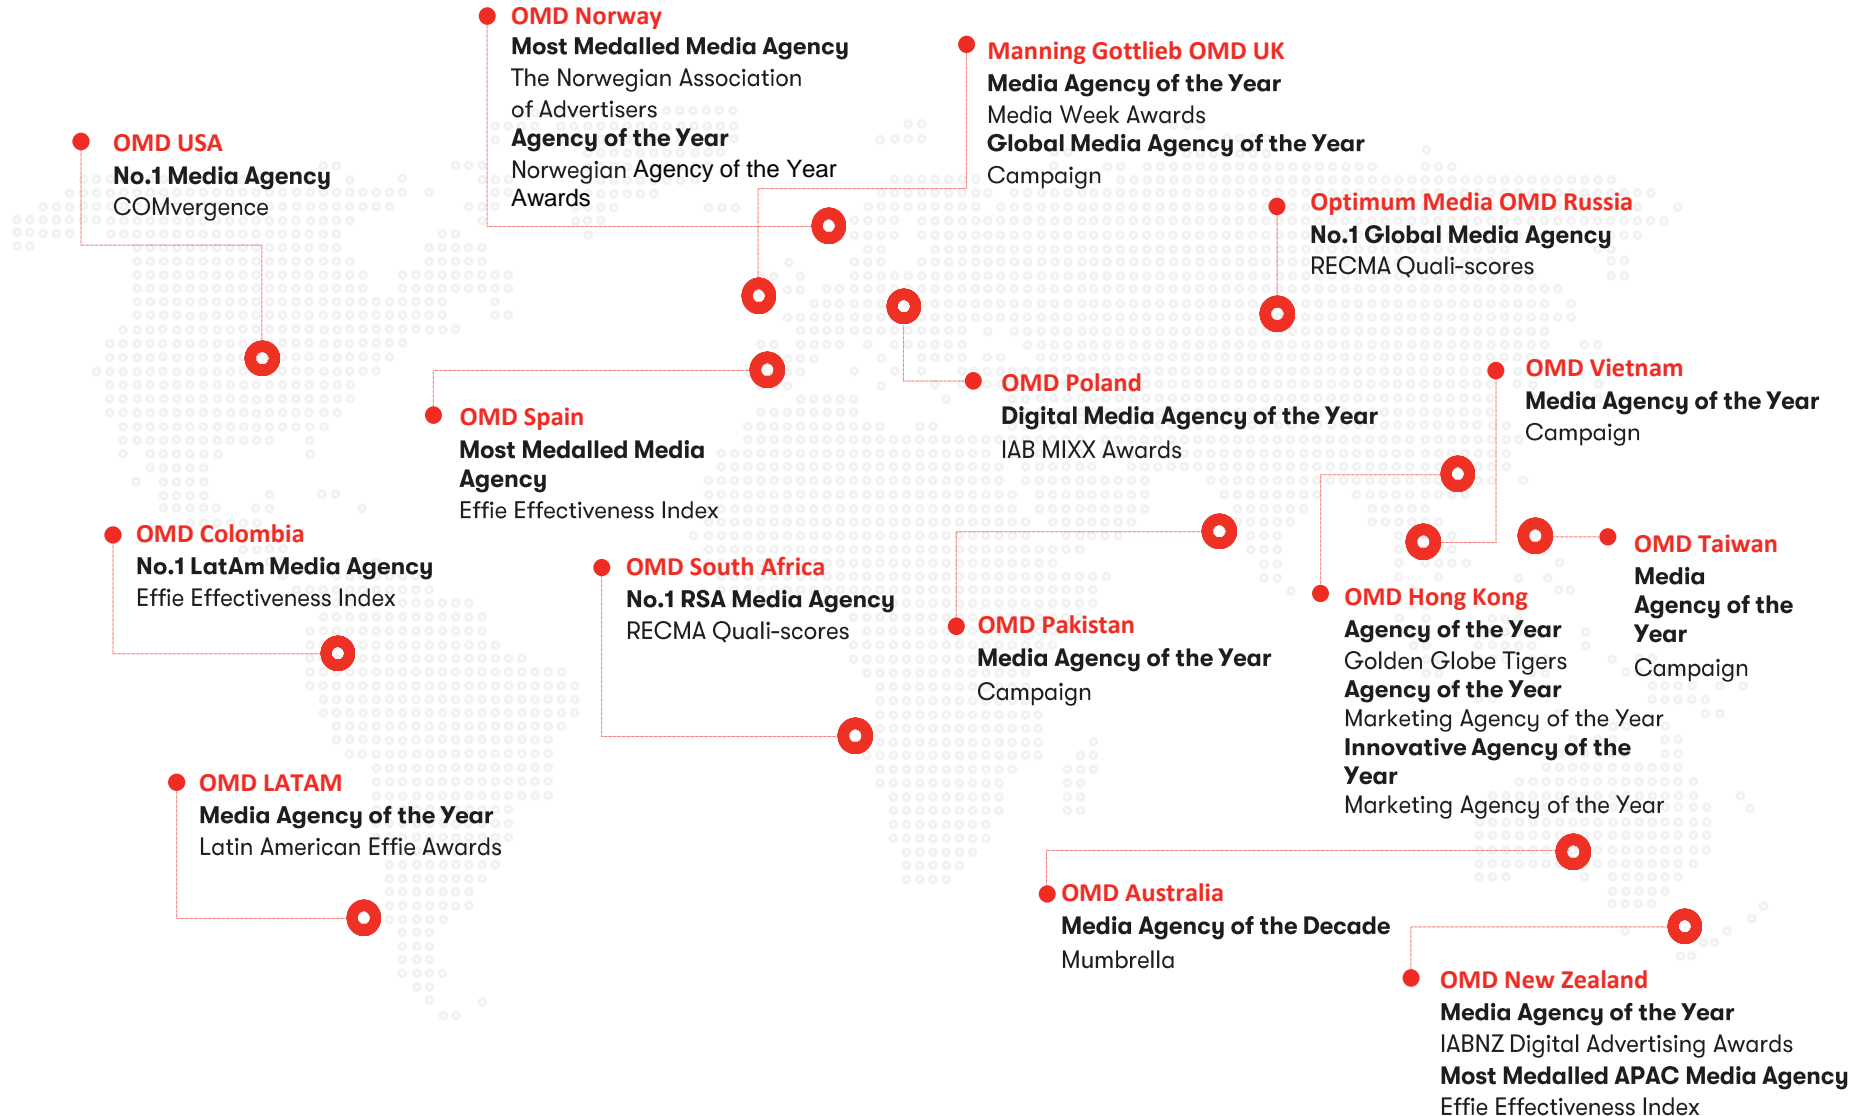 OMD Norway
Most Medalled Media Agency
The Norwegian Association
of Advertisers
Agency of the Year
Norwegian Agency of the Year
Awards
Manning Gottlieb OMD UK
Media Agency of the Year
Media Week Awards
Global Media Agency of the Year
Campaign
OMD USA
No.1 Media Agency
COMvergence
Optimum Media OMD Russia
No.1 Global Media Agency
RECMA Quali-scores
OMD Spain
Most Medalled Media
Agency
Effie Effectiveness Index
OMD Poland
Digital Media Agency of the Year
IAB MIXX Awards
OMD Vietnam
Media Agency of the Year
Campaign
OMD Colombia
No.1 LatAm Media Agency
Effie Effectiveness Index
OMD South Africa
No.1 RSA Media Agency
RECMA Quali-scores
OMD Pakistan
Media Agency of the Year
Campaign
OMD Hong Kong
Agency of the Year
Golden Globe Tigers
Agency of the Year
Marketing Agency of the Year
Innovative Agency of the
Year
Marketing Agency of the Year
OMD Taiwan
Media
Agency of the
Year
Campaign
OMD LATAM
Media Agency of the Year
Latin American Effie Awards
OMD Australia
Media Agency of the Decade
Mumbrella
OMD New Zealand
Media Agency of the Year
IABNZ Digital Advertising Awards
Most Medalled APAC Media Agency
Effie Effectiveness Index